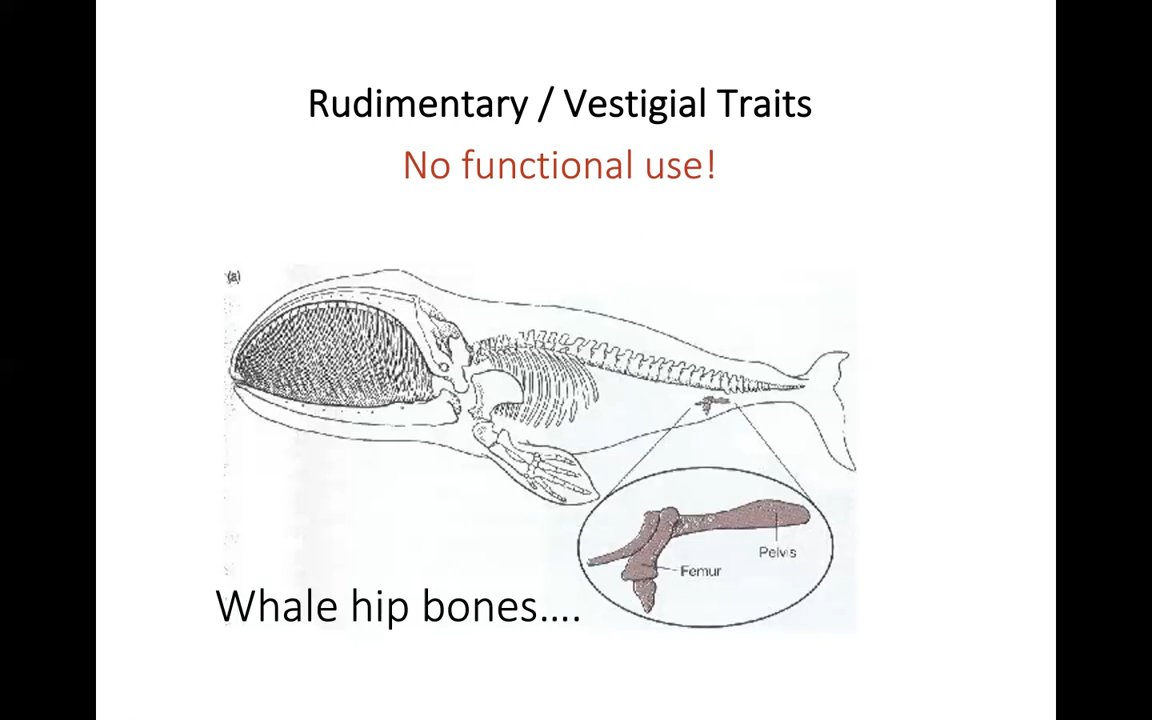 Rudimentary / Vestigial Traits
No functional use!
(a)
Pelvis
Femur
Whale hip bones....